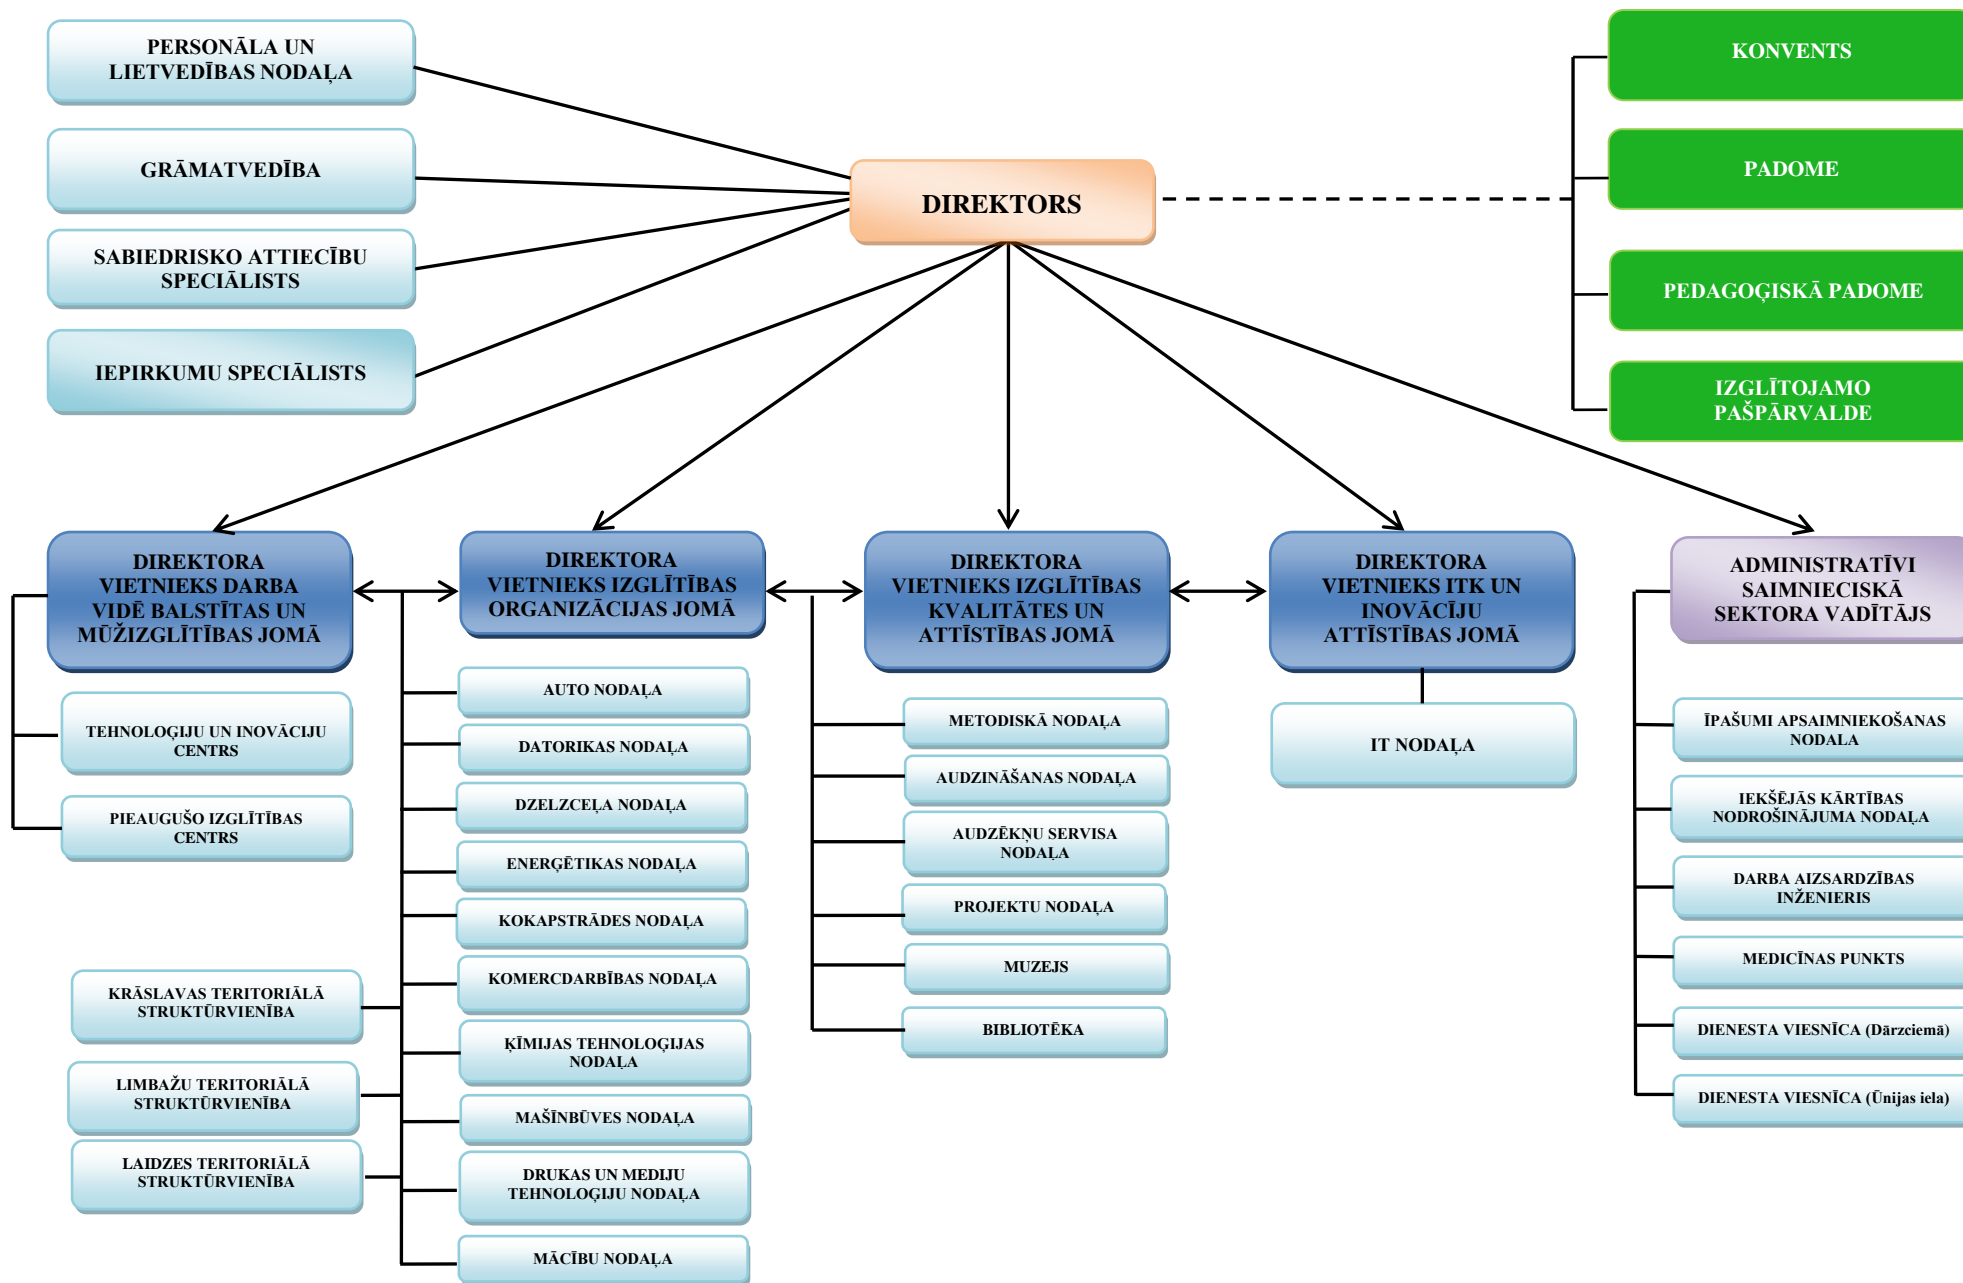 PERSONĀLA UN
LIETVEDĪBAS NODAĻA
GRĀMATVEDĪBA
SABIEDRISKO ATTIECĪBU
SPECIĀLISTS
IEPIRKUMU SPECIĀLISTS
DIREKTORS
KONVENTS
PADOME
PEDAGOĢISKĀ PADOME
IZGLĪTOJAMO
PAŠPĀRVALDE
DIREKTORA
VIETNIEKS DARBA
VIDĒ BALSTĪTAS UN
MŪŽIZGLĪTĪBAS JOMĀ
DIREKTORA
VIETNIEKS IZGLĪTĪBAS
ORGANIZĀCIJAS JOMĀ
DIREKTORA
VIETNIEKS IZGLĪTĪBAS
KVALITĀTES UN
ATTĪSTĪBAS JOMĀ
DIREKTORA
VIETNIEKS ITK UN
INOVĀCIJU
ATTĪSTĪBAS JOMĀ
ADMINISTRATĪVI
SAIMNIECISKĀ
SEKTORA VADĪTĀJS
TEHNOLOĢIJU UN INOVĀCIJU
CENTRS
PIEAUGUŠO IZGLĪTĪBAS
CENTRS
KRĀSLAVAS TERITORIĀLĀ
STRUKTŪRVIENĪBA
LIMBAŽU TERITORIĀLĀ
STRUKTŪRVIENĪBA
LAIDZES TERITORIĀLĀ
STRUKTŪRVIENĪBA
AUTO NODAĻA
DATORIKAS NODAĻA
DZELZCEĻA NODAĻA
ENERĢĒTIKAS NODAĻA
KOKAPSTRĀDES NODAĻA
KOMERCDARBĪBAS NODAĻA
ĶĪMIJAS TEHNOLOĢIJAS
NODAĻA
MAŠĪNBŪVES NODAĻA
DRUKAS UN MEDIJU
TEHNOLOĢIJU NODAĻA
MĀCĪBU NODAĻA
METODISKĀ NODAĻA
AUDZINĀŠANAS NODAĻA
AUDZĒKŅU SERVISA
NODAĻA
PROJEKTU NODAĻA
MUZEJS
BIBLIOTĒKA
IT NODAĻA
ĪPAŠUMI APSAIMNIEKOŠANAS
NODALA
IEKŠĒJĀS KĀRTĪBAS
NODROŠINĀJUMA NODAĻA
DARBA AIZSARDZĪBAS
INŽENIERIS
MEDICĪNAS PUNKTS
DIENESTA VIESNĪCA (Dārzciemā)
DIENESTA VIESNĪCA (Ūnijas iela)